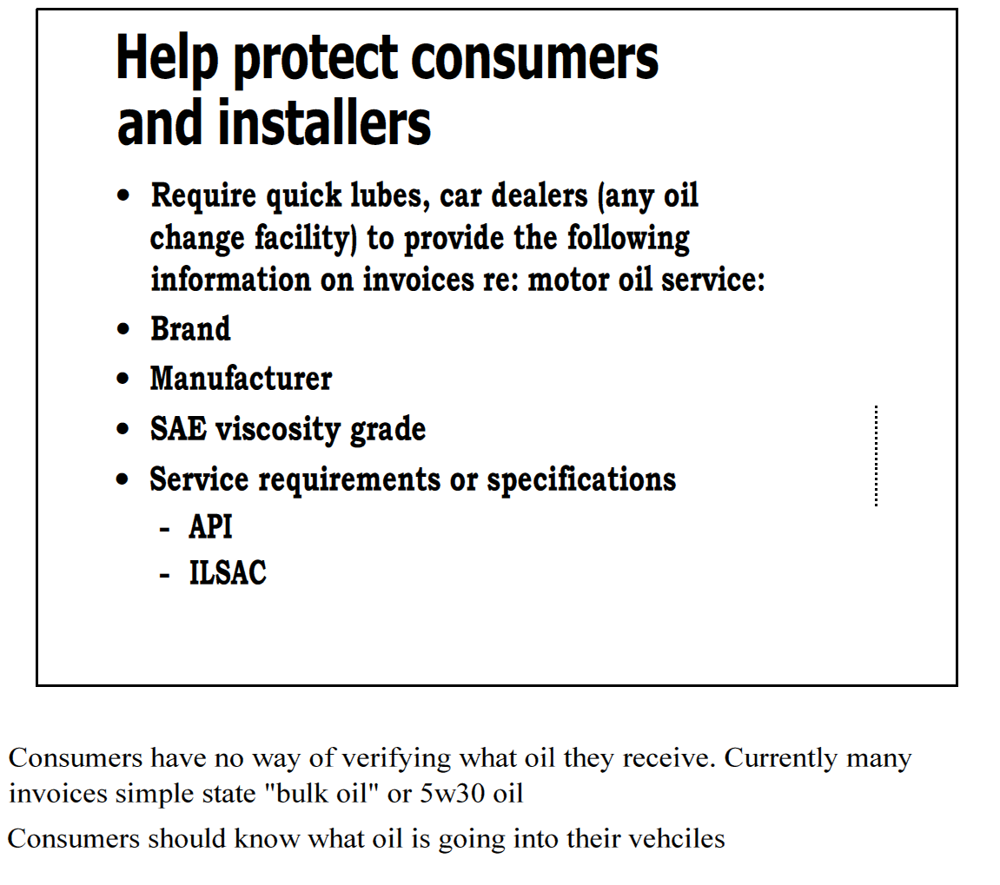 Help protect consumers
and installers
• Require quick lubes, car dealers (any oil
change facility) to provide the following
information on invoices re: motor oil service:
• Brand
• Manufacturer
• SAE viscosity grade
• Service requirements or specifications
- API
- ILSAC
Consumers have no way of verifying what oil they receive. Currently many
invoices simple state "bulk oil" or 5w30 oil
Consumers should know what oil is going into their vehciles